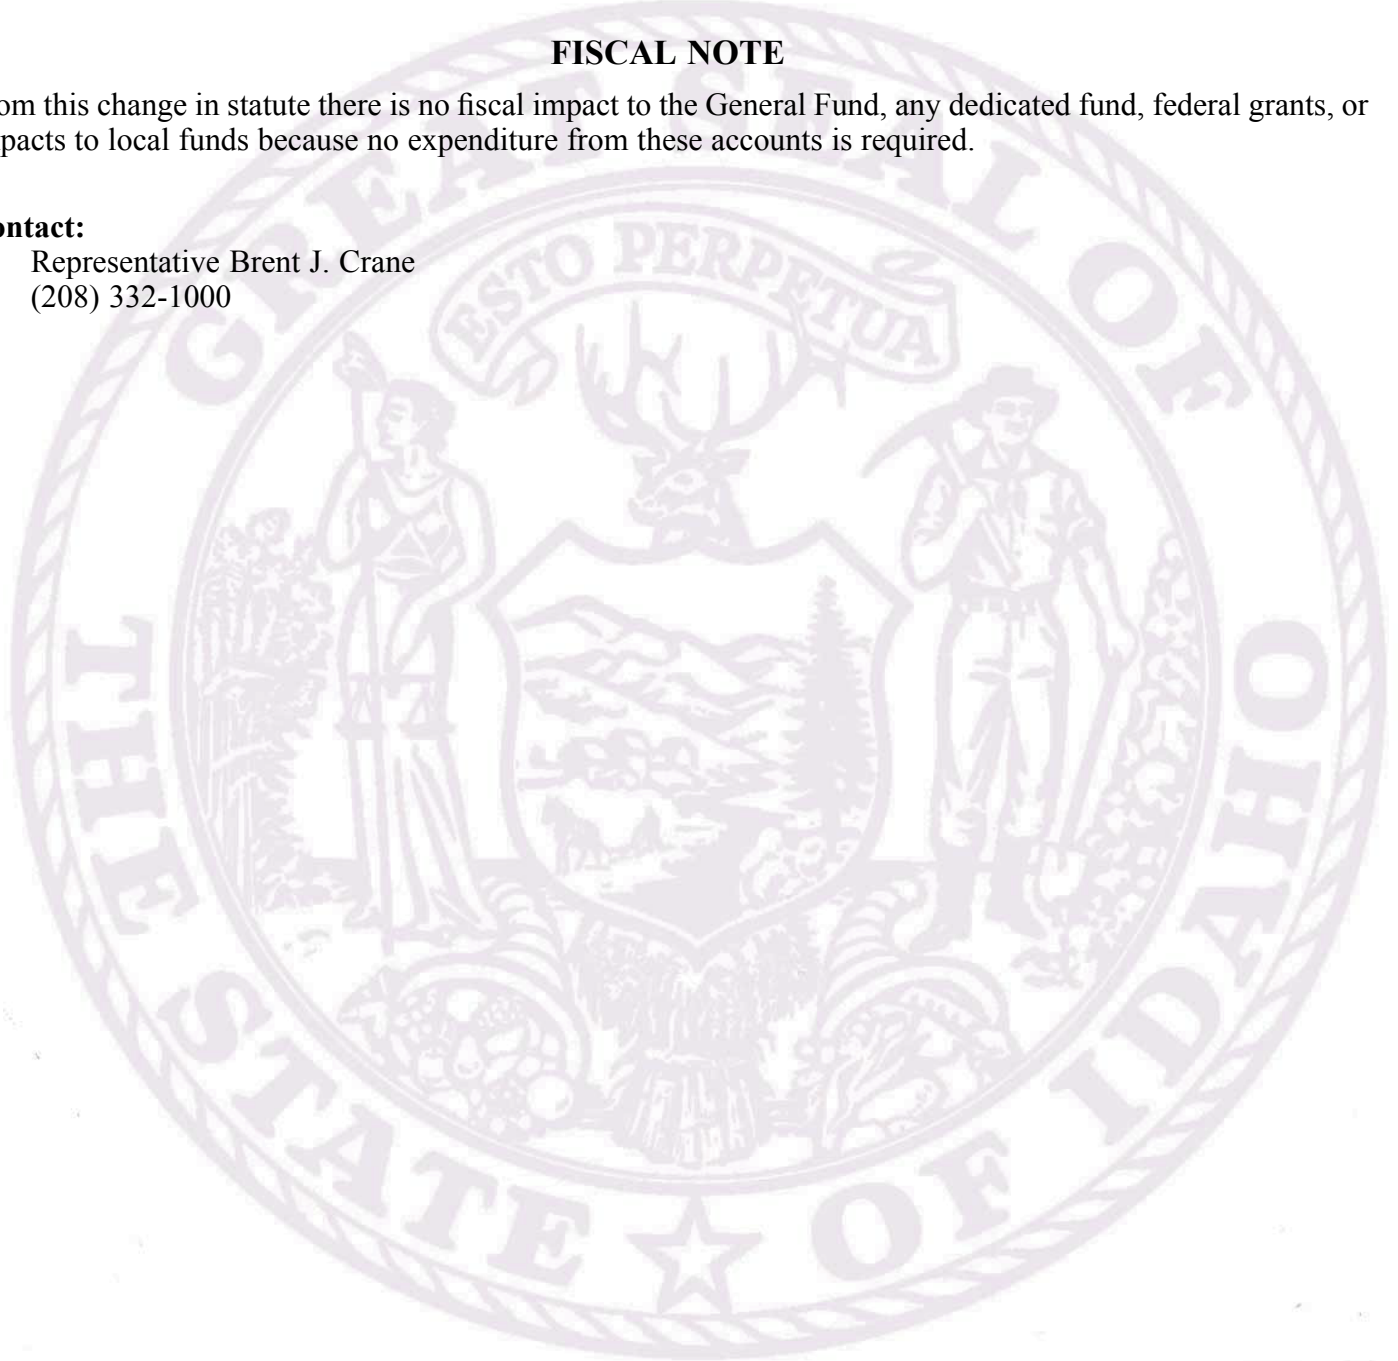 FISCAL NOTE
om this change in statute there is no fiscal impact to the General Fund, any dedicated fund, federal grants, or
pacts to local funds because no expenditure from these accounts is required.
ontact:
Representative Brent J. Crane
(208) 332-1000
GREAT SEAL OF
THE STATE OF IDAHO
ESTO PERPETUA